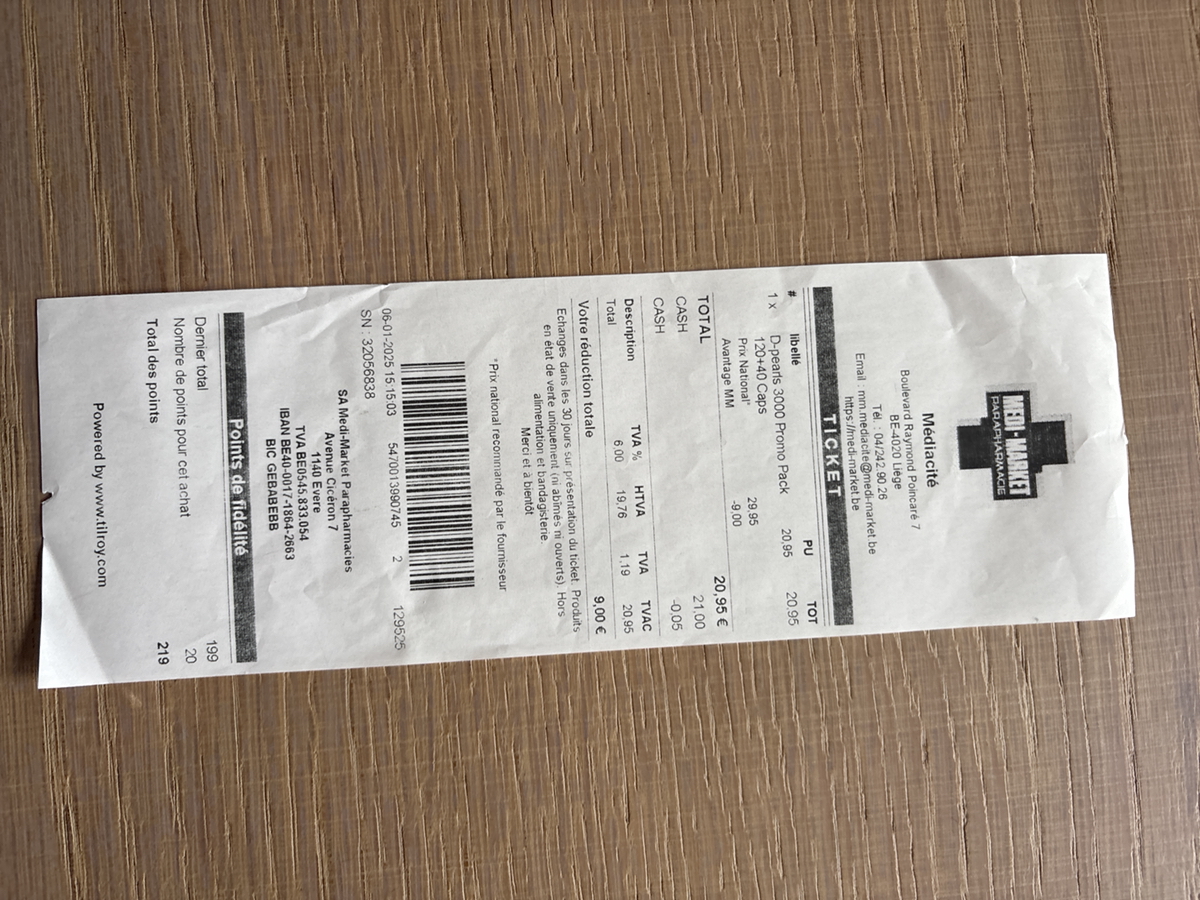 MEDI-MARKET
PARAPHARMACIE
Médiacité
Boulevard Raymond Poincaré 7
BE-4020 Liège
Tél. : 04/242.90.26
Email : mm.mediacite@medi-market.be
https://medi-market.be
TICKET
# libellé PU TOT
1 x D-pearls 3000 Promo Pack 20,95 20,95
120+40 Caps
Prix National* 29,95
Avantage MM -9,00
TOTAL 20,95 €
CASH 21,00
CASH -0,05
Description TVA % HTVA TVA TVAC
Total 6,00 19,76 1,19 20,95
Votre réduction totale 9,00 €
Echanges dans les 30 jours sur présentation du ticket. Produits
en état de vente uniquement (ni abîmés ni ouverts). Hors
alimentation et bandagisterie.
Merci et à bientôt
*Prix national recommandé par le fournisseur
06-01-2025 15:15:03 5470013990745 2 129525
SN : 32056838
SA Medi-Market Parapharmacies
Avenue Cicéron 7
1140 Evere
TVA BE0545.833.054
IBAN BE40-0017-1864-2663
BIC GEBABEBB
Points de fidélité
Dernier total 199
Nombre de points pour cet achat 20
Total des points 219
Powered by www.tilroy.com